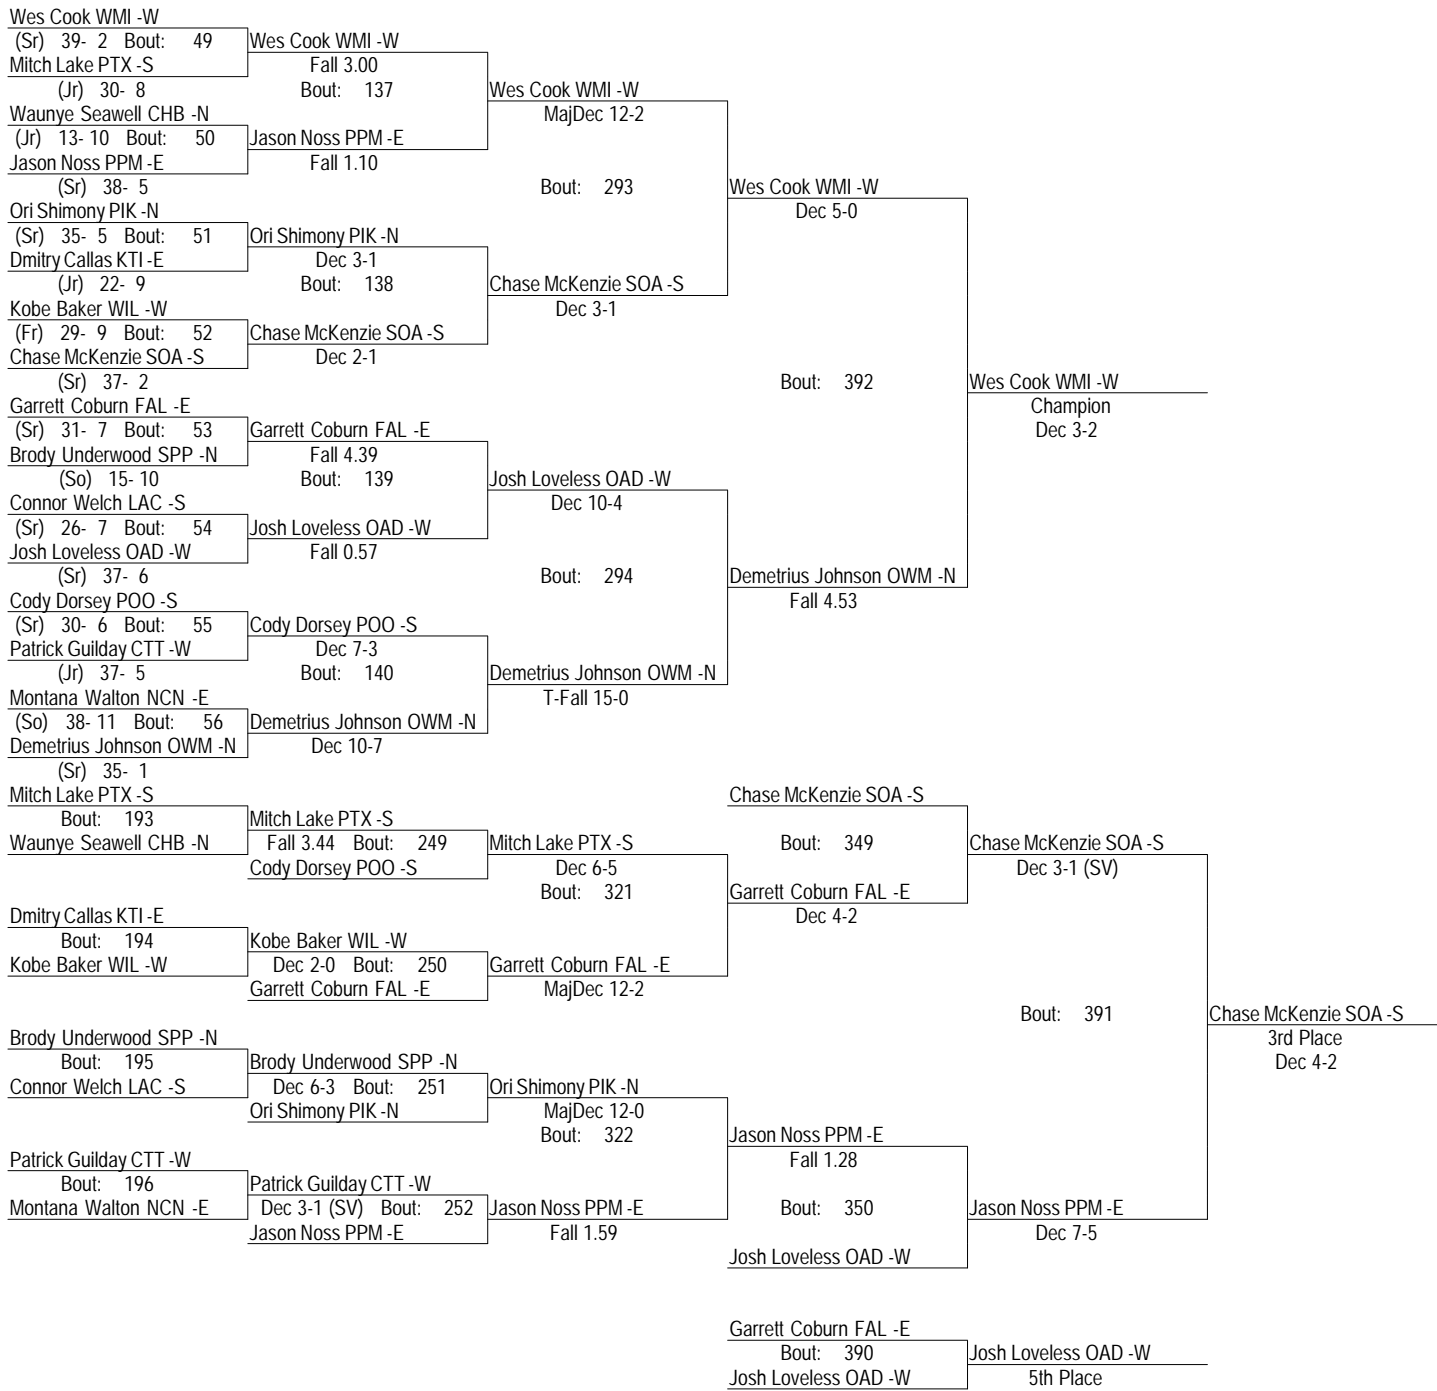 Wes Cook WMI -W
(Sr) 39- 2 Bout: 49 Wes Cook WMI -W
Mitch Lake PTX -S Fall 3.00
(Jr) 30- 8 Bout: 137 Wes Cook WMI -W
Waunye Seawell CHB -N MajDec 12-2
(Jr) 13- 10 Bout: 50 Jason Noss PPM -E
Jason Noss PPM -E Fall 1.10
(Sr) 38- 5 Bout: 293 Wes Cook WMI -W
Ori Shimony PIK -N Dec 5-0
(Sr) 35- 5 Bout: 51 Ori Shimony PIK -N
Dmitry Callas KTI -E Dec 3-1
(Jr) 22- 9 Bout: 138 Chase McKenzie SOA -S
Kobe Baker WIL -W Dec 3-1
(Fr) 29- 9 Bout: 52 Chase McKenzie SOA -S
Chase McKenzie SOA -S Dec 2-1
(Sr) 37- 2 Bout: 392 Wes Cook WMI -W
Garrett Coburn FAL -E Champion
(Sr) 31- 7 Bout: 53 Garrett Coburn FAL -E Dec 3-2
Brody Underwood SPP -N Fall 4.39
(So) 15- 10 Bout: 139 Josh Loveless OAD -W
Connor Welch LAC -S Dec 10-4
(Sr) 26- 7 Bout: 54 Josh Loveless OAD -W
Josh Loveless OAD -W Fall 0.57
(Sr) 37- 6 Bout: 294 Demetrius Johnson OWM -N
Cody Dorsey POO -S Fall 4.53
(Sr) 30- 6 Bout: 55 Cody Dorsey POO -S
Patrick Guilday CTT -W Dec 7-3
(Jr) 37- 5 Bout: 140 Demetrius Johnson OWM -N
Montana Walton NCN -E T-Fall 15-0
(So) 38- 11 Bout: 56 Demetrius Johnson OWM -N
Demetrius Johnson OWM -N Dec 10-7
(Sr) 35- 1
Mitch Lake PTX -S Chase McKenzie SOA -S
Bout: 193 Mitch Lake PTX -S
Waunye Seawell CHB -N Fall 3.44 Bout: 249 Mitch Lake PTX -S Bout: 349 Chase McKenzie SOA -S
Cody Dorsey POO -S Dec 6-5 Dec 3-1 (SV)
Bout: 321 Garrett Coburn FAL -E
Dmitry Callas KTI -E Dec 4-2
Bout: 194 Kobe Baker WIL -W
Kobe Baker WIL -W Dec 2-0 Bout: 250 Garrett Coburn FAL -E
Garrett Coburn FAL -E MajDec 12-2
Bout: 391 Chase McKenzie SOA -S
Brody Underwood SPP -N 3rd Place
Bout: 195 Brody Underwood SPP -N Dec 4-2
Connor Welch LAC -S Dec 6-3 Bout: 251 Ori Shimony PIK -N
Ori Shimony PIK -N MajDec 12-0
Bout: 322 Jason Noss PPM -E
Patrick Guilday CTT -W Fall 1.28
Bout: 196 Patrick Guilday CTT -W
Montana Walton NCN -E Dec 3-1 (SV) Bout: 252 Jason Noss PPM -E Bout: 350 Jason Noss PPM -E
Jason Noss PPM -E Fall 1.59 Dec 7-5
Josh Loveless OAD -W
Garrett Coburn FAL -E
Bout: 390 Josh Loveless OAD -W
Josh Loveless OAD -W 5th Place